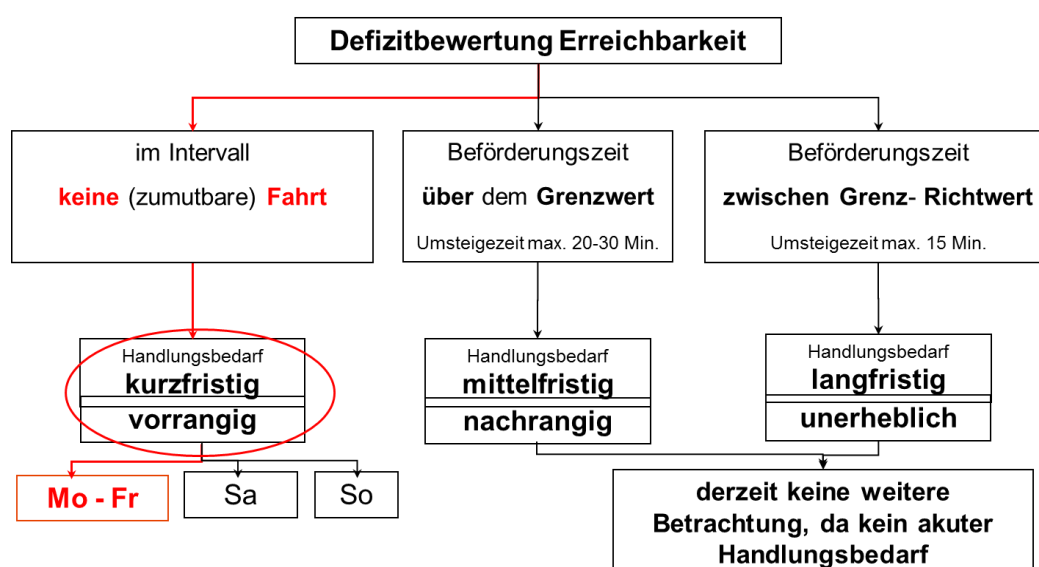 Defizitbewertung Erreichbarkeit
im Intervall
keine (zumutbare) Fahrt
Beförderungszeit
über dem Grenzwert
Umsteigezeit max. 20-30 Min.
Beförderungszeit
zwischen Grenz- Richtwert
Umsteigezeit max. 15 Min.
Handlungsbedarf
kurzfristig
vorrangig
Handlungsbedarf
mittelfristig
nachrangig
Handlungsbedarf
langfristig
unerheblich
Mo - Fr
Sa
So
derzeit keine weitere
Betrachtung, da kein akuter
Handlungsbedarf